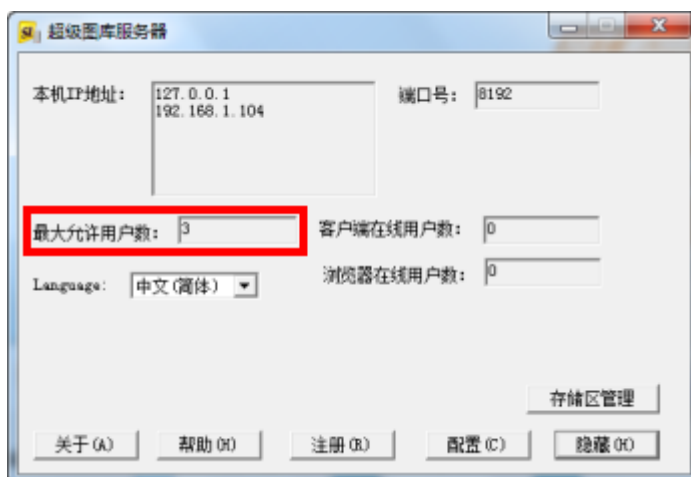 SI 超级图库服务器
本机IP地址： 127.0.0.1 端口号： 8192
192.168.1.104
最大允许用户数： 3 客户端在线用户数： 0
Language: 中文(简体) 浏览器在线用户数： 0
存储区管理
关于(A) 帮助(H) 注册(R) 配置(C) 隐藏(H)